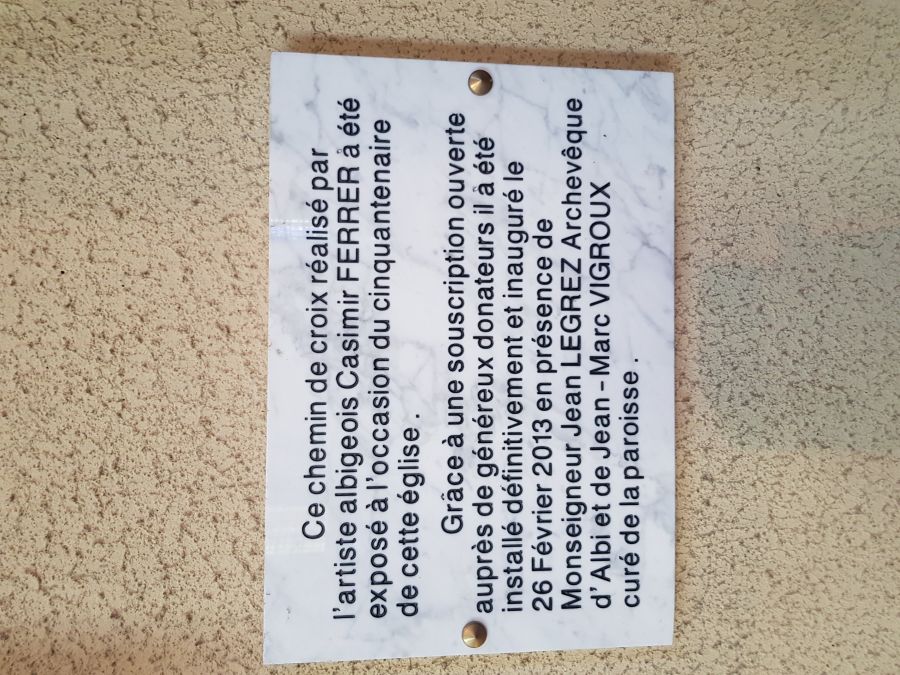 Ce chemin de croix réalisé par
l'artiste albigeois Casimir FERRER à été
exposé à l'occasion du cinquantenaire
de cette église .
Grâce à une souscription ouverte
auprès de généreux donateurs il à été
installé définitivement et inauguré le
26 Février 2013 en présence de
Monseigneur Jean LEGREZ Archevêque
d'Albi et de Jean - Marc VIGROUX
curé de la paroisse .